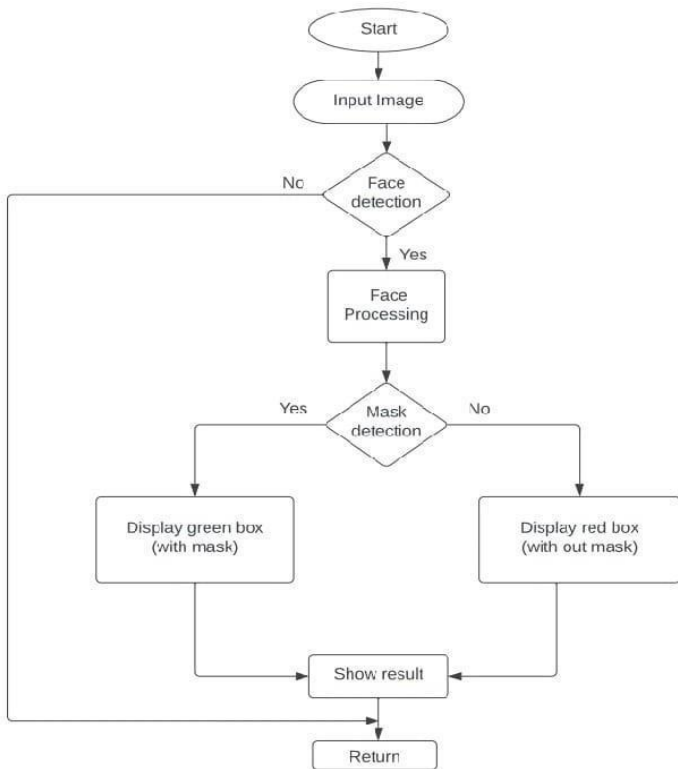 Start
Input Image
Face
detection
No
Yes
Face
Processing
Mask
detection
Yes
No
Display green box
(with mask)
Display red box
(with out mask)
Show result
Return